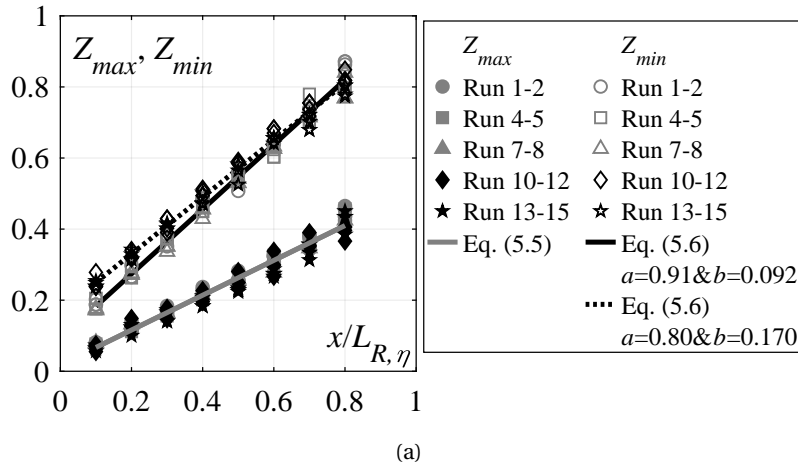 1
0.8
0.6
0.4
0.2
0
0
0.2
0.4
0.6
0.8
1
Z_max, Z_min
x/L_R, η
Z_max Z_min
Run 1-2 Run 1-2
Run 4-5 Run 4-5
Run 7-8 Run 7-8
Run 10-12 Run 10-12
Run 13-15 Run 13-15
Eq. (5.5) Eq. (5.6)
a=0.91&b=0.092
Eq. (5.6)
a=0.80&b=0.170
(a)